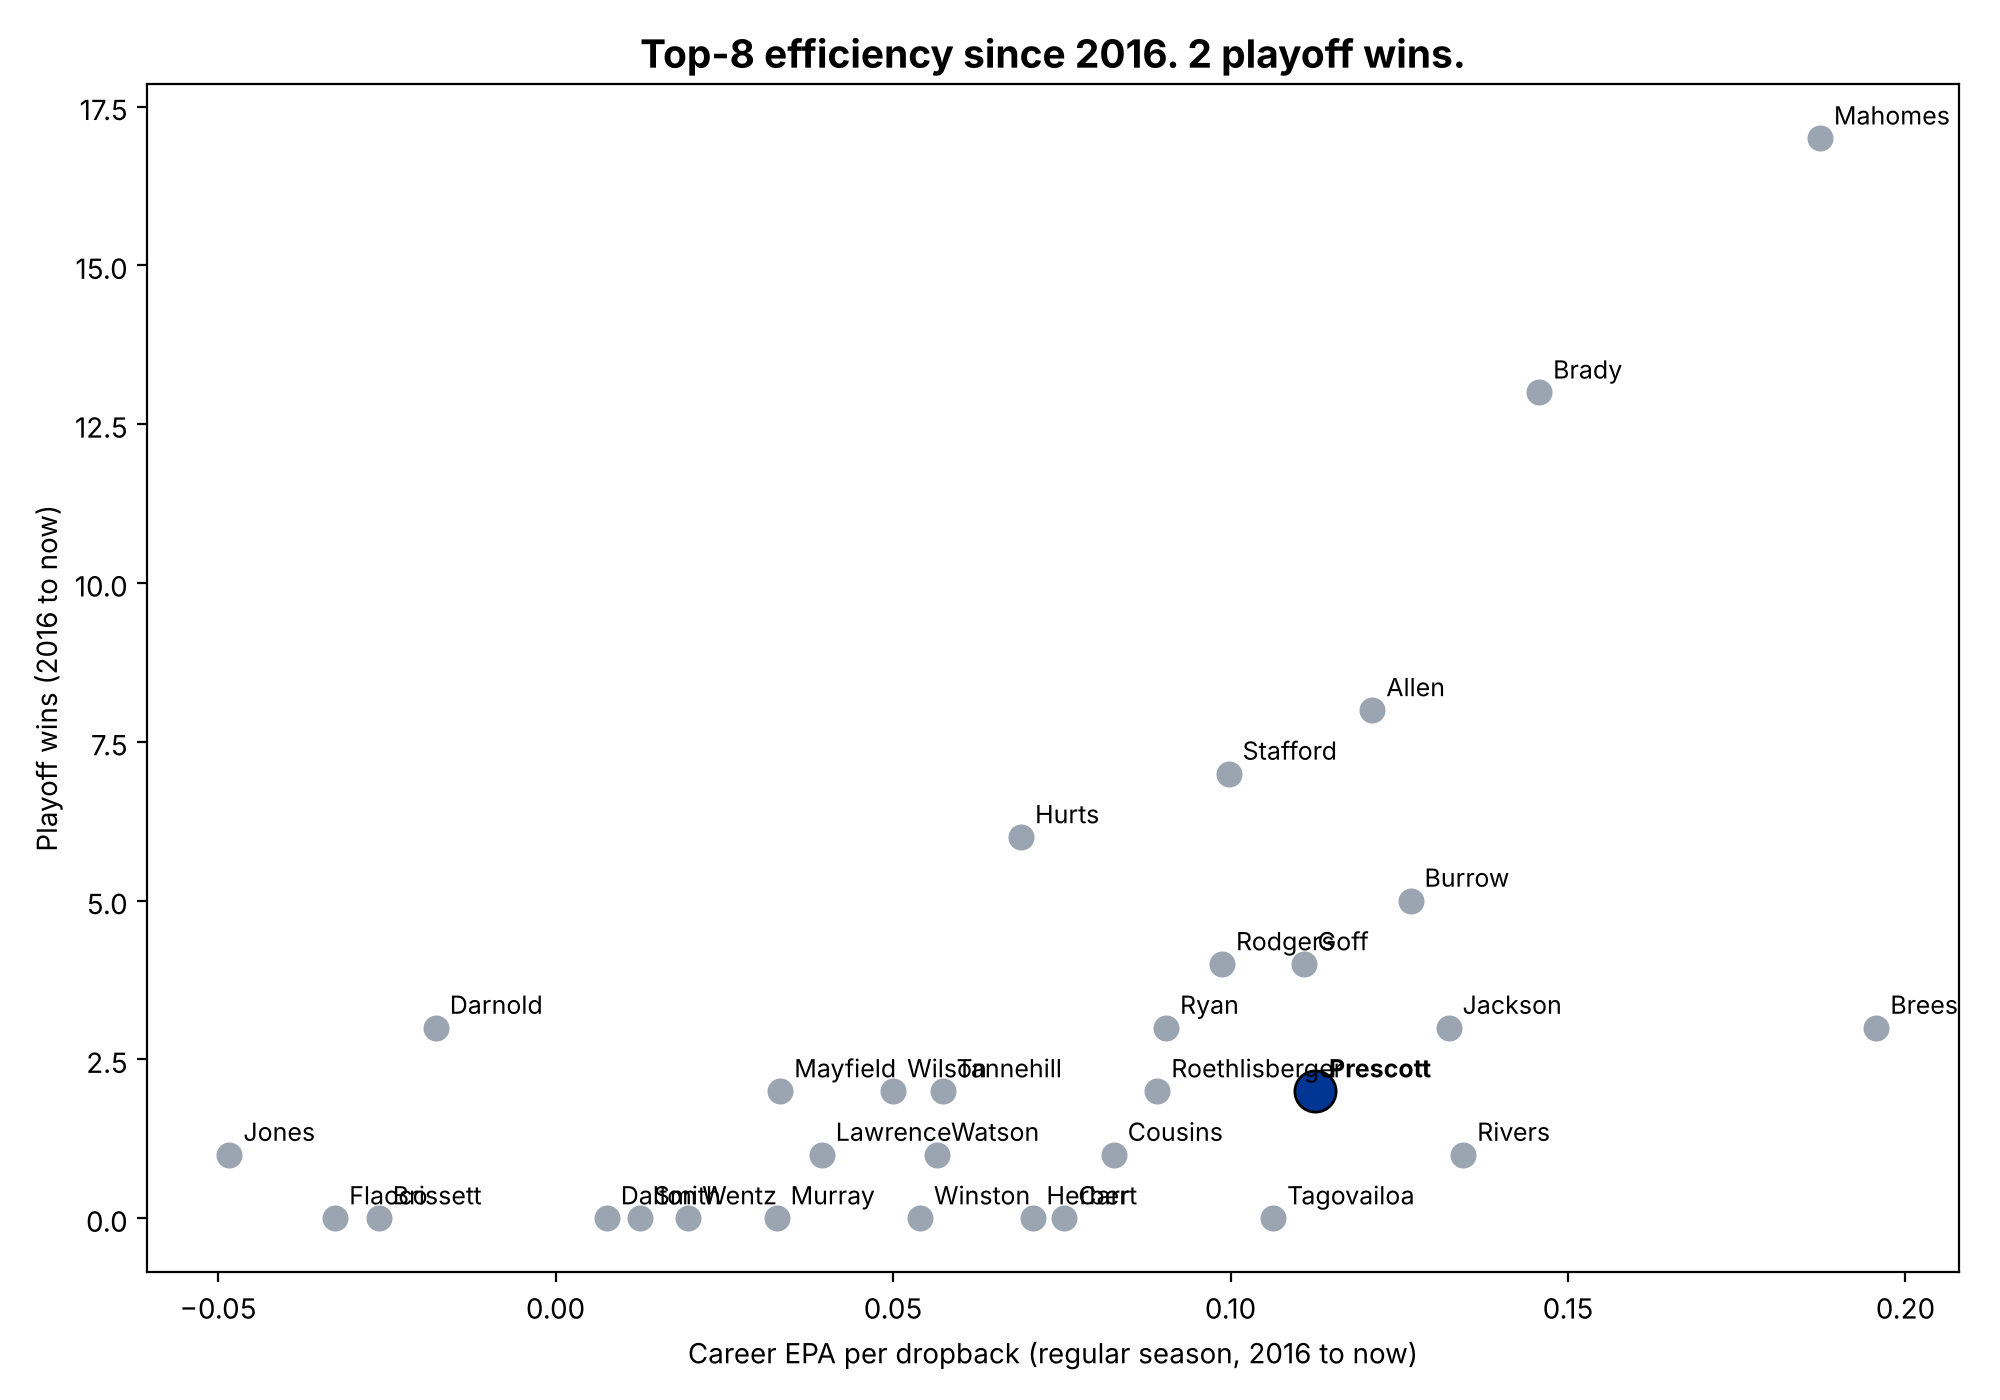 Top-8 efficiency since 2016. 2 playoff wins.
17.5
15.0
12.5
10.0
7.5
5.0
2.5
0.0
Playoff wins (2016 to now)
Mahomes
Brady
Allen
Stafford
Hurts
Burrow
Rodgers
Goff
Darnold
Ryan
Jackson
Brees
Mayfield
Wilson
Tannehill
Roethlisberger
Prescott
Jones
Lawrence
Watson
Cousins
Rivers
Flacco
Brissett
Dalton
Smith
Wentz
Murray
Winston
Herbert
Carr
Tagovailoa
−0.05
0.00
0.05
0.10
0.15
0.20
Career EPA per dropback (regular season, 2016 to now)